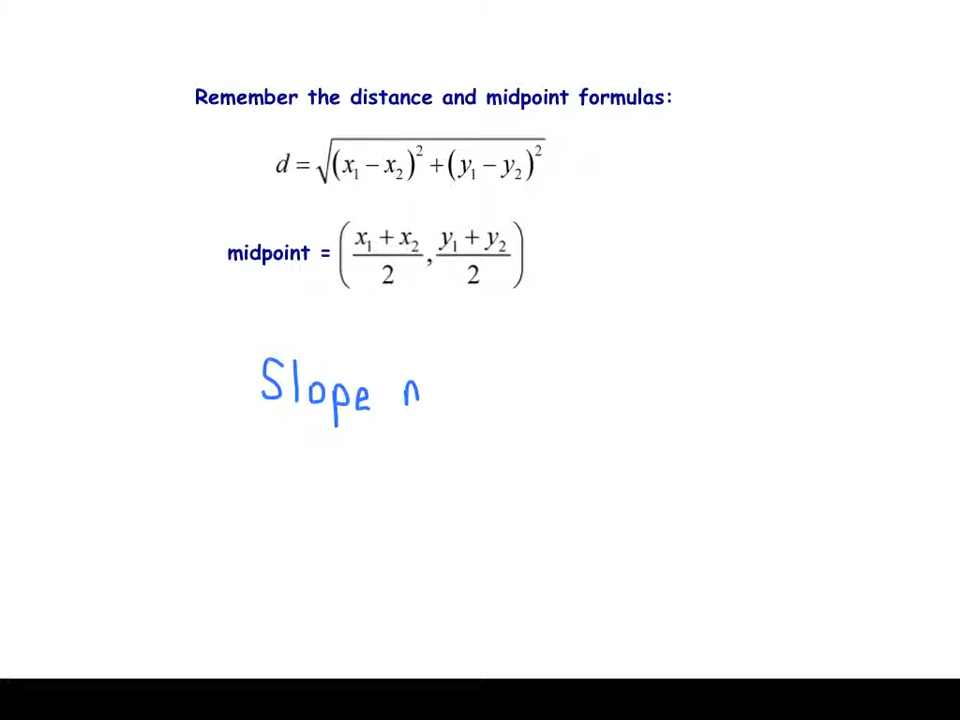 Remember the distance and midpoint formulas:
d = √((x₁ − x₂)² + (y₁ − y₂)²)
midpoint = ((x₁ + x₂)/2, (y₁ + y₂)/2)
Slope n